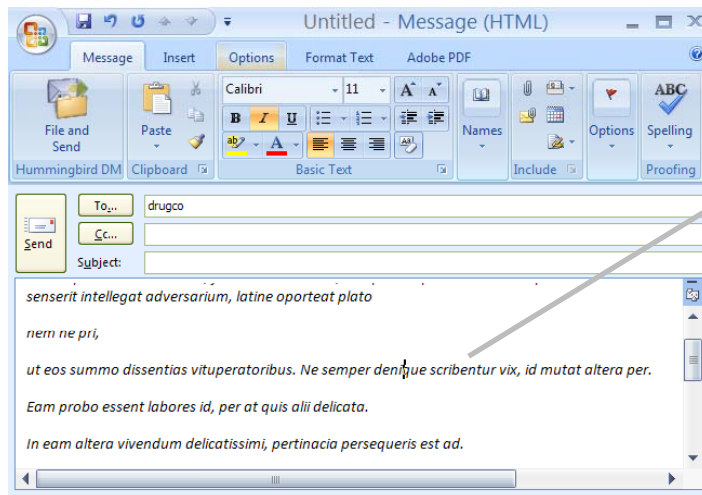 Untitled - Message (HTML)
Message Insert Options Format Text Adobe PDF
File and Send
Paste
Calibri 11 A A
B I U
ab A
Names
Options
ABC
Spelling
Hummingbird DM Clipboard Basic Text Include Proofing
To... drugco
Cc...
Send
Subject:
senserit intellegat adversarium, latine oporteat plato
nem ne pri,
ut eos summo dissentias vituperatoribus. Ne semper denique scribentur vix, id mutat altera per.
Eam probo essent labores id, per at quis alii delicata.
In eam altera vivendum delicatissimi, pertinacia persequeris est ad.